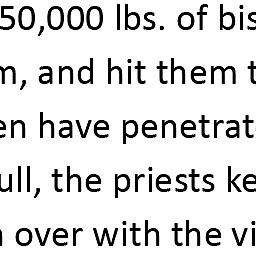 50,000 lbs. of bis
m, and hit them t
en have penetrat
ull, the priests ke
over with the vi